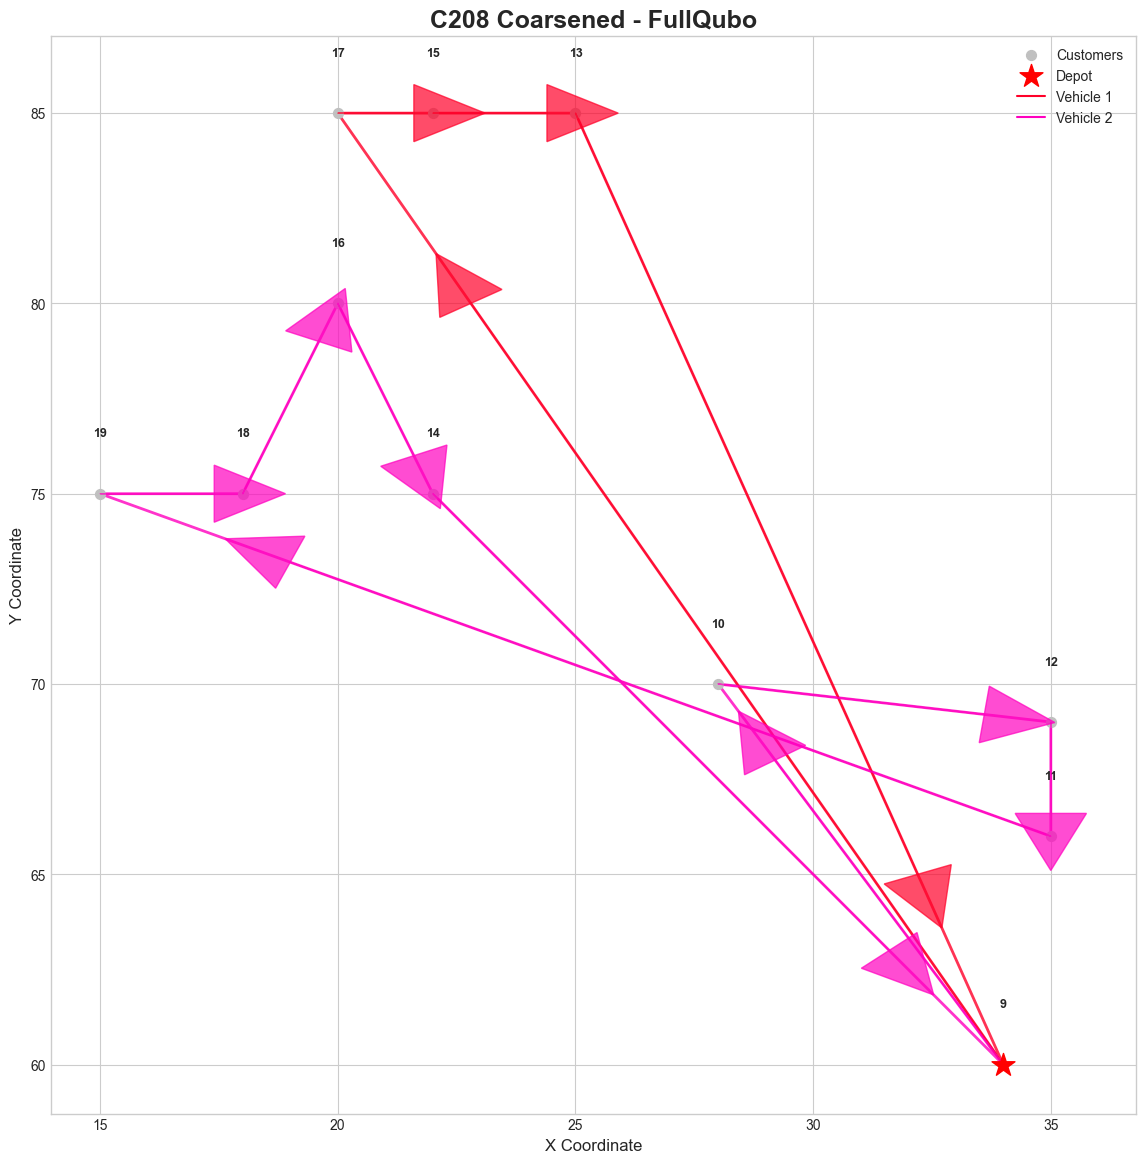 C208 Coarsened - FullQubo
17 15 13
Customers
Depot
Vehicle 1
Vehicle 2
85
16
80
19 18 14
75
10
12
70
11
65
9
60
15 20 25 30 35
X Coordinate
Y Coordinate